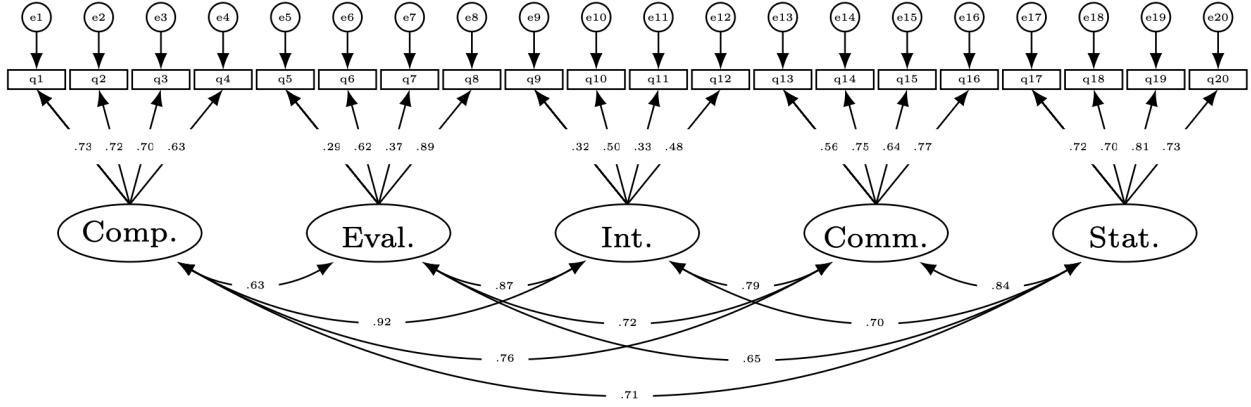 e1 e2 e3 e4 e5 e6 e7 e8 e9 e10 e11 e12 e13 e14 e15 e16 e17 e18 e19 e20
q1 q2 q3 q4 q5 q6 q7 q8 q9 q10 q11 q12 q13 q14 q15 q16 q17 q18 q19 q20
.73 .72 .70 .63 .29 .62 .37 .89 .32 .50 .33 .48 .56 .75 .64 .77 .72 .70 .81 .73
Comp. Eval. Int. Comm. Stat.
.63 .87 .79 .84
.92 .72 .70
.76 .65
.71